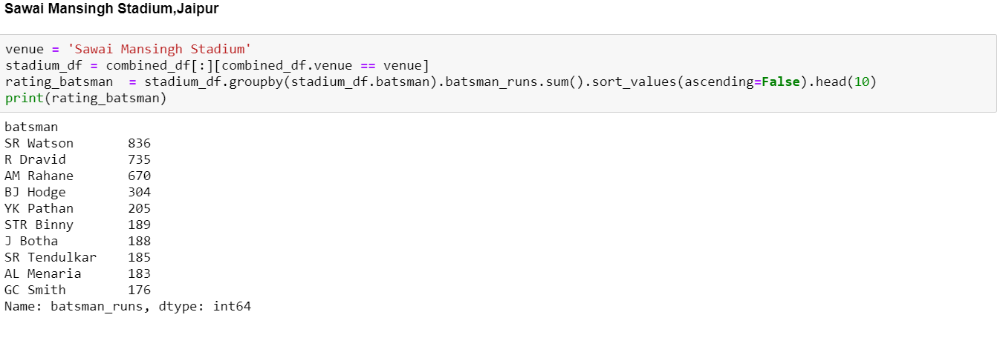 Sawai Mansingh Stadium,Jaipur
venue = 'Sawai Mansingh Stadium'
stadium_df = combined_df[:][combined_df.venue == venue]
rating_batsman  = stadium_df.groupby(stadium_df.batsman).batsman_runs.sum().sort_values(ascending=False).head(10)
print(rating_batsman)
batsman
SR Watson       836
R Dravid        735
AM Rahane       670
BJ Hodge        304
YK Pathan       205
STR Binny       189
J Botha         188
SR Tendulkar    185
AL Menaria      183
GC Smith        176
Name: batsman_runs, dtype: int64